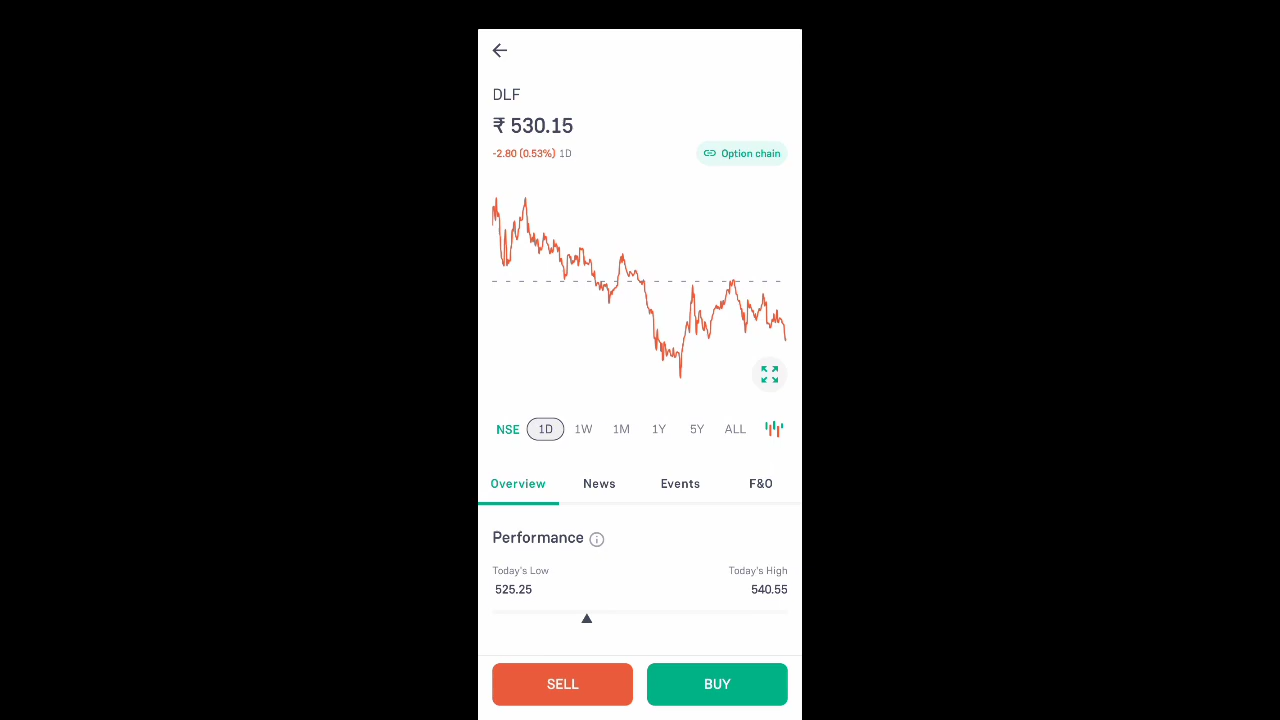 DLF
₹ 530.15
-2.80 (0.53%) 1D
Option chain
NSE 1D 1W 1M 1Y 5Y ALL
Overview News Events F&O
Performance
Today's Low Today's High
525.25 540.55
SELL BUY